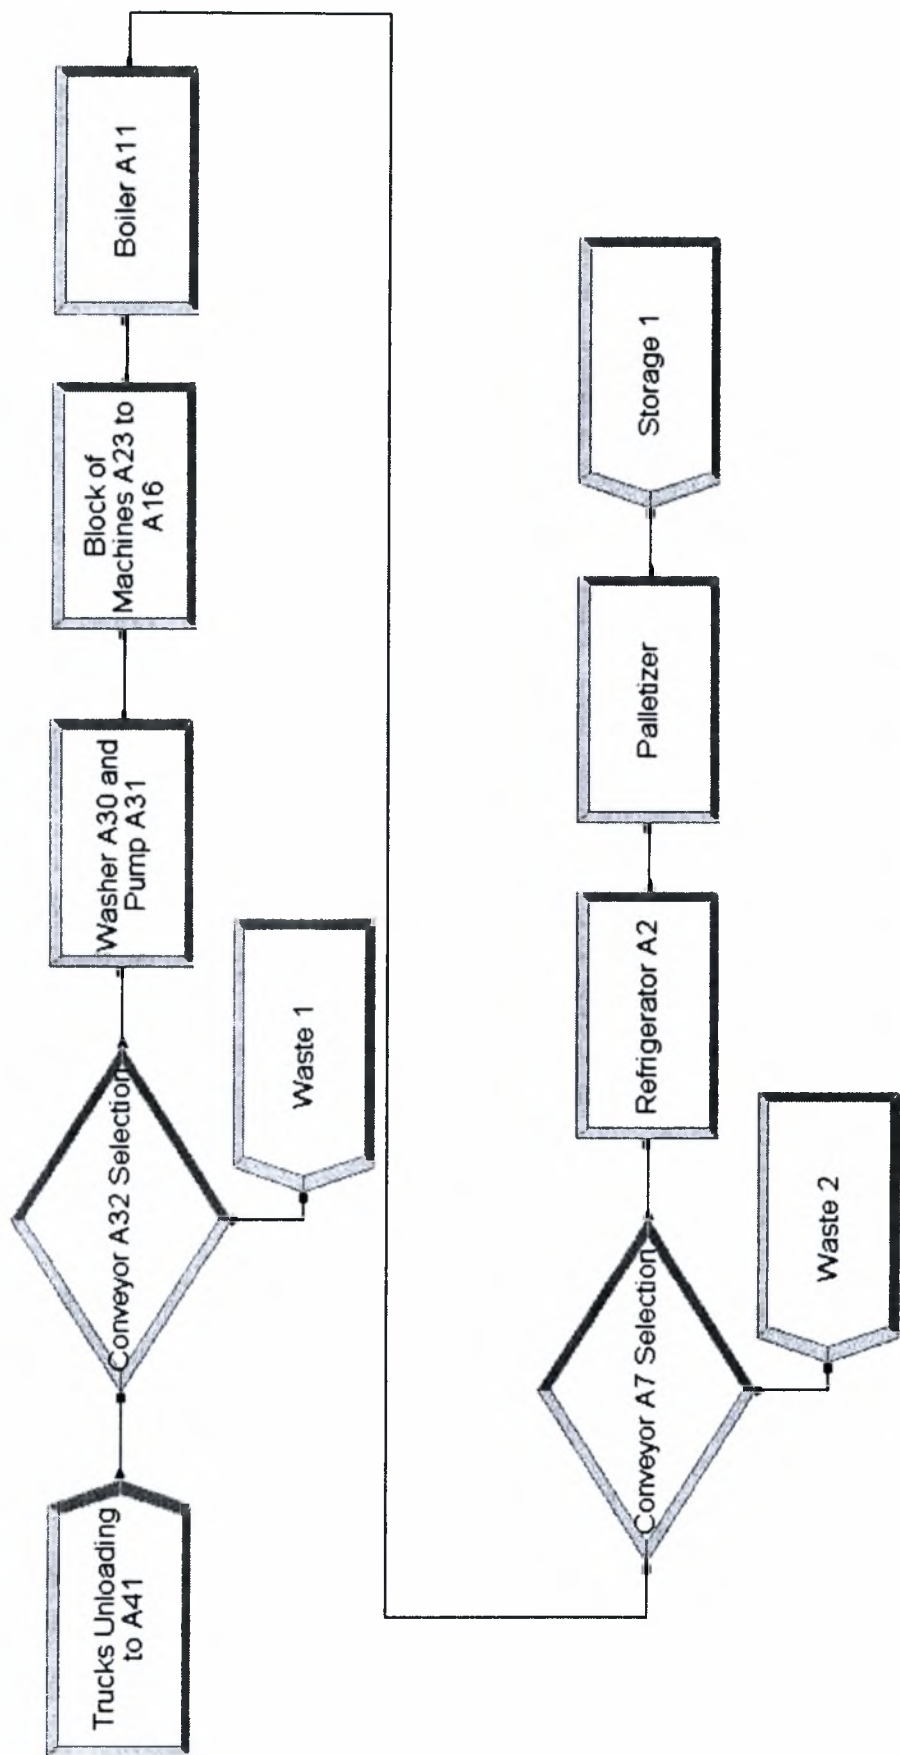 Trucks Unloading
to A41
Conveyor A32 Selection
Waste 1
Washer A30 and
Pump A31
Block of
Machines A23 to
A16
Boiler A11
Conveyor A7 Selection
Waste 2
Refrigerator A2
Palletizer
Storage 1